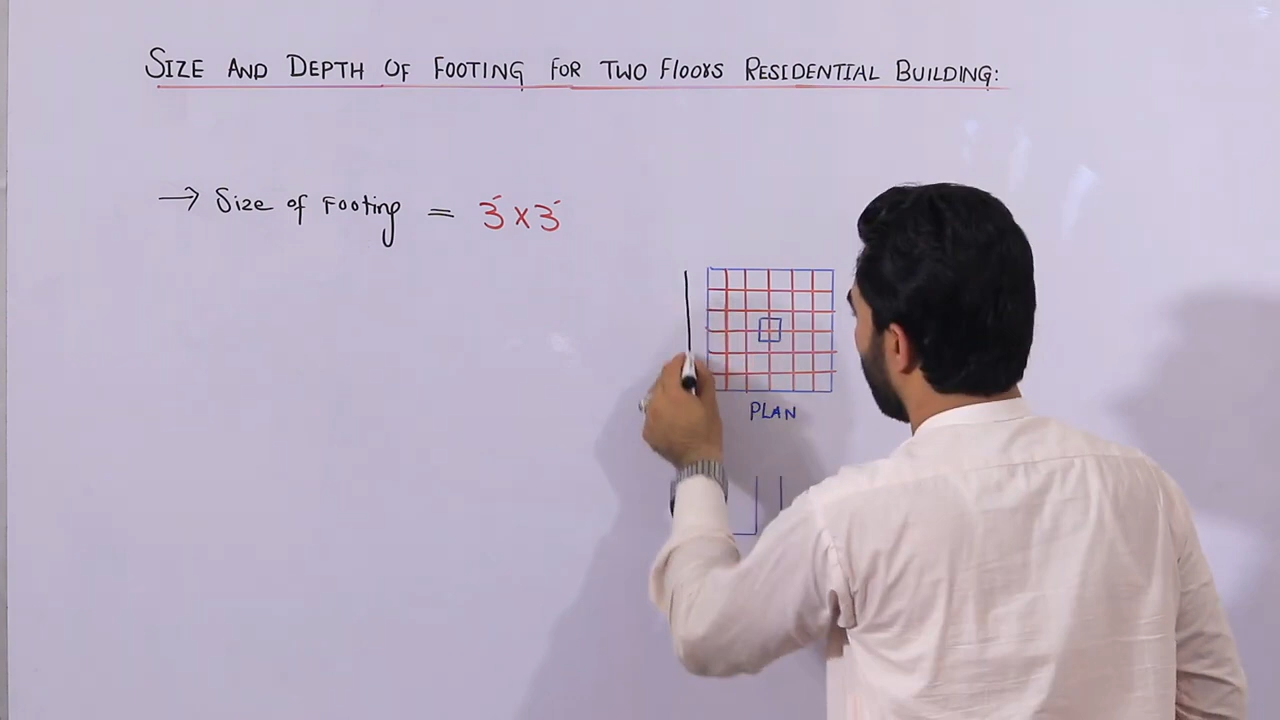 SIZE AND DEPTH OF FOOTING FOR TWO FlOORS RESIDENTIAL BUILDING:
→ Size of Footing = 3' x 3'
PLAN